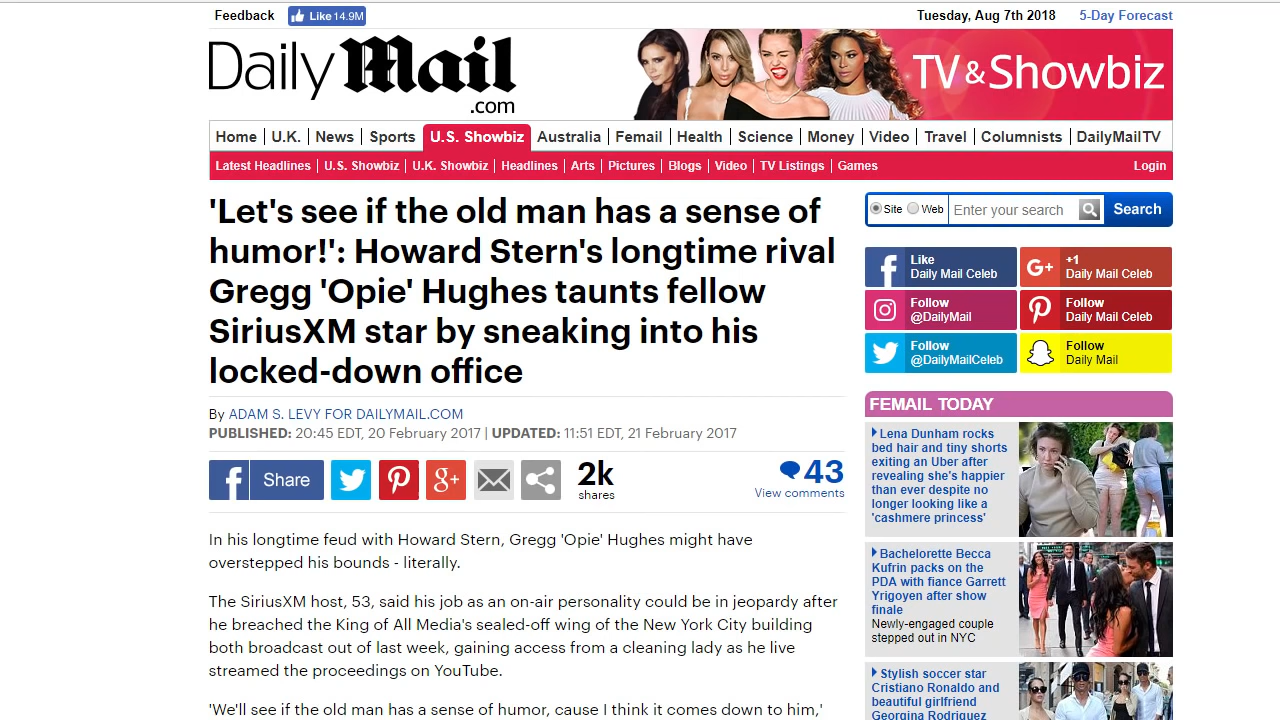 Feedback
Like 14.9M
Tuesday, Aug 7th 2018
5-Day Forecast
Daily Mail
.com
TV & Showbiz
Home U.K. News Sports U.S. Showbiz Australia Femail Health Science Money Video Travel Columnists DailyMailTV
Latest Headlines U.S. Showbiz U.K. Showbiz Headlines Arts Pictures Blogs Video TV Listings Games Login
'Let's see if the old man has a sense of
humor!': Howard Stern's longtime rival
Gregg 'Opie' Hughes taunts fellow
SiriusXM star by sneaking into his
locked-down office
By ADAM S. LEVY FOR DAILYMAIL.COM
PUBLISHED: 20:45 EDT, 20 February 2017 | UPDATED: 11:51 EDT, 21 February 2017
Share
2k
shares
43
View comments
In his longtime feud with Howard Stern, Gregg 'Opie' Hughes might have
overstepped his bounds - literally.
The SiriusXM host, 53, said his job as an on-air personality could be in jeopardy after
he breached the King of All Media's sealed-off wing of the New York City building
both broadcast out of last week, gaining access from a cleaning lady as he live
streamed the proceedings on YouTube.
'We'll see if the old man has a sense of humor, cause I think it comes down to him,'
Site Web Enter your search Search
Like
Daily Mail Celeb
G+ +1
Daily Mail Celeb
Follow
@DailyMail
Follow
Daily Mail Celeb
Follow
@DailyMailCeleb
Follow
Daily Mail
FEMAIL TODAY
Lena Dunham rocks
bed hair and tiny shorts
exiting an Uber after
revealing she's happier
than ever despite no
longer looking like a
'cashmere princess'
Bachelorette Becca
Kufrin packs on the
PDA with fiance Garrett
Yrigoyen after show
finale
Newly-engaged couple
stepped out in NYC
Stylish soccer star
Cristiano Ronaldo and
beautiful girlfriend
Georgina Rodriguez